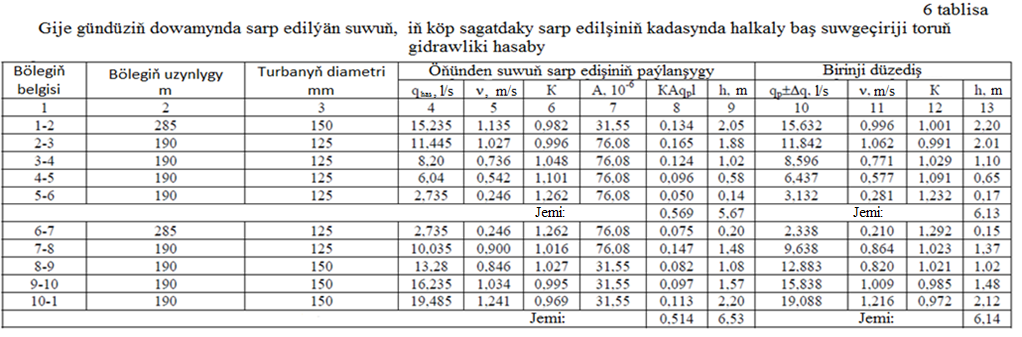 6 tablisa
Gije gündüziň dowamynda sarp edilýän suwuň, iň köp sagatdaky sarp edilşiniň kadasynda halkaly baş suwgeçiriji toruň
gidrawliki hasaby
Bölegiň belgisi Bölegiň uzynlygy m Turbanyň diametri mm Öňünden suwuň sarp edişiniň paýlanşygy Birinji düzediş
q, l/s v, m/s K A. 10-6 KAqpl h, m qp±Δq. l/s v. m/s K h. m
1 2 3 4 5 6 7 8 9 10 11 12 13
1-2 285 150 15,235 1,135 0,982 31,55 0,134 2,05 15,632 0,996 1,001 2,20
2-3 190 125 11,445 1,027 0,996 76,08 0,165 1,88 11,842 1,062 0,991 2,01
3-4 190 125 8,20 0,736 1,048 76,08 0,124 1,02 8,596 0,771 1,029 1,10
4-5 190 125 6,04 0,542 1,101 76,08 0,096 0,58 6,437 0,577 1,091 0,65
5-6 190 125 2,735 0,246 1,262 76,08 0,050 0,14 3,132 0,281 1,232 0,17
Jemi: 0,569 5,67 Jemi: 6,13
6-7 285 125 2,735 0,246 1,262 76,08 0,075 0,20 2,338 0,210 1,292 0,15
7-8 190 125 10,035 0,900 1,016 76,08 0,147 1,48 9,638 0,864 1,023 1,37
8-9 190 150 13,28 0,846 1,027 31,55 0,082 1,08 12,883 0,820 1,021 1,02
9-10 190 150 16,235 1,034 0,995 31,55 0,097 1,57 15,838 1,009 0,985 1,48
10-1 190 150 19,485 1,241 0,969 31,55 0,113 2,20 19,088 1,216 0,972 2,12
Jemi: 0,514 6,53 Jemi: 6,14